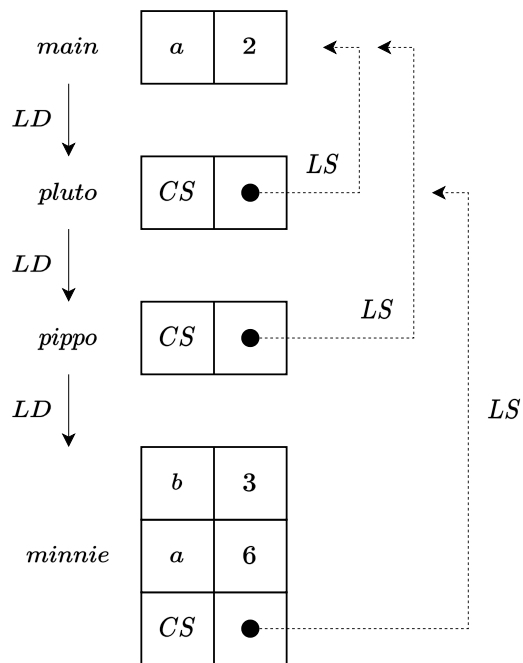 main a 2
LD
LS
pluto CS
LD
LS
pippo CS
LD
LS
b 3
minnie a 6
CS